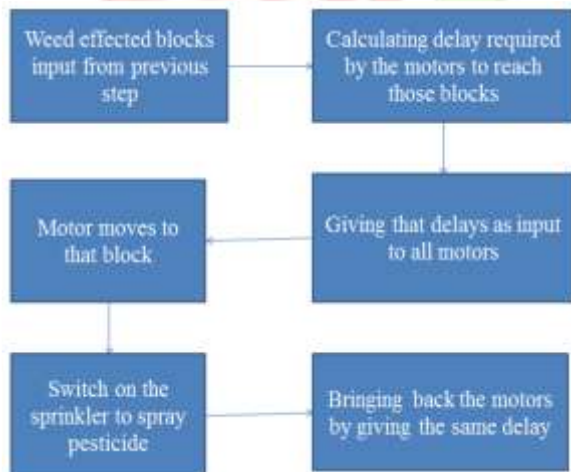 Weed effected blocks
input from previous
step
Calculating delay required
by the motors to reach
those blocks
Giving that delays as input
to all motors
Motor moves to
that block
Switch on the
sprinkler to spray
pesticide
Bringing back the motors
by giving the same delay